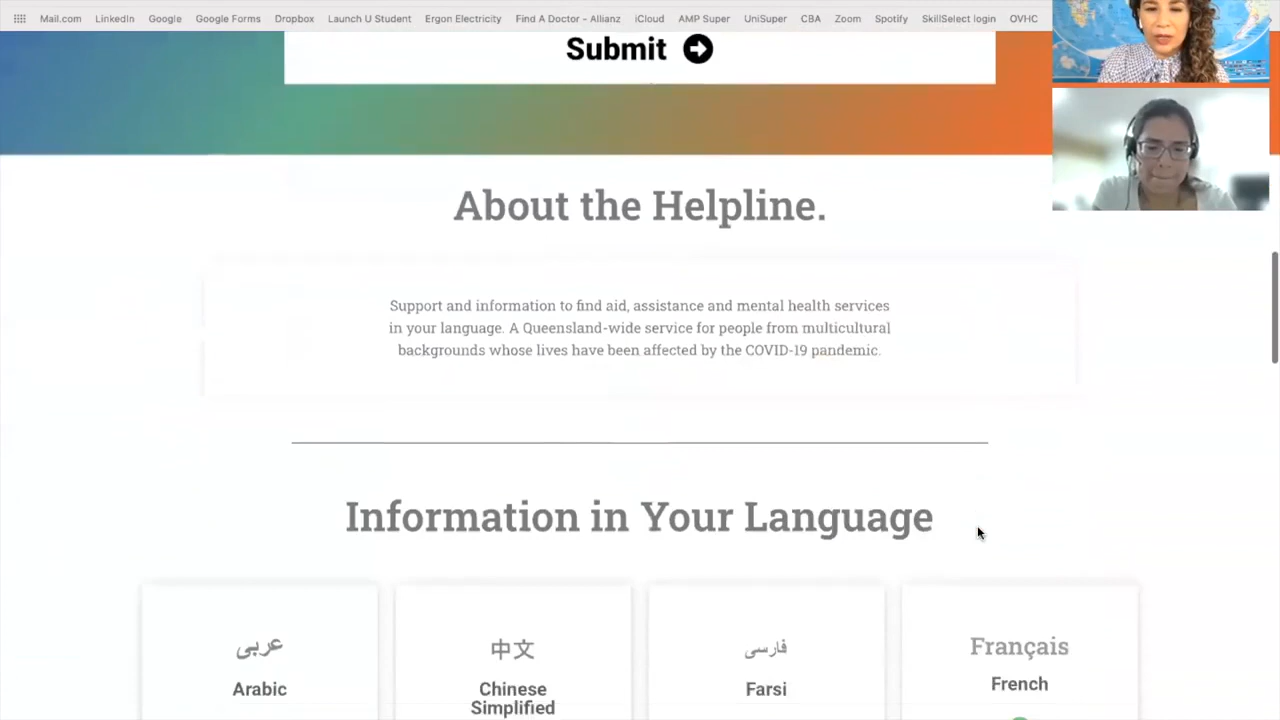 Mail.com LinkedIn Google Google Forms Dropbox Launch U Student Ergon Electricity Find A Doctor - Allianz iCloud AMP Super UniSuper CBA Zoom Spotify SkillSelect login OVHC
Submit
About the Helpline.
Support and information to find aid, assistance and mental health services
in your language. A Queensland-wide service for people from multicultural
backgrounds whose lives have been affected by the COVID-19 pandemic.
Information in Your Language
عربى
Arabic
中文
Chinese
Simplified
فارسی
Farsi
Français
French